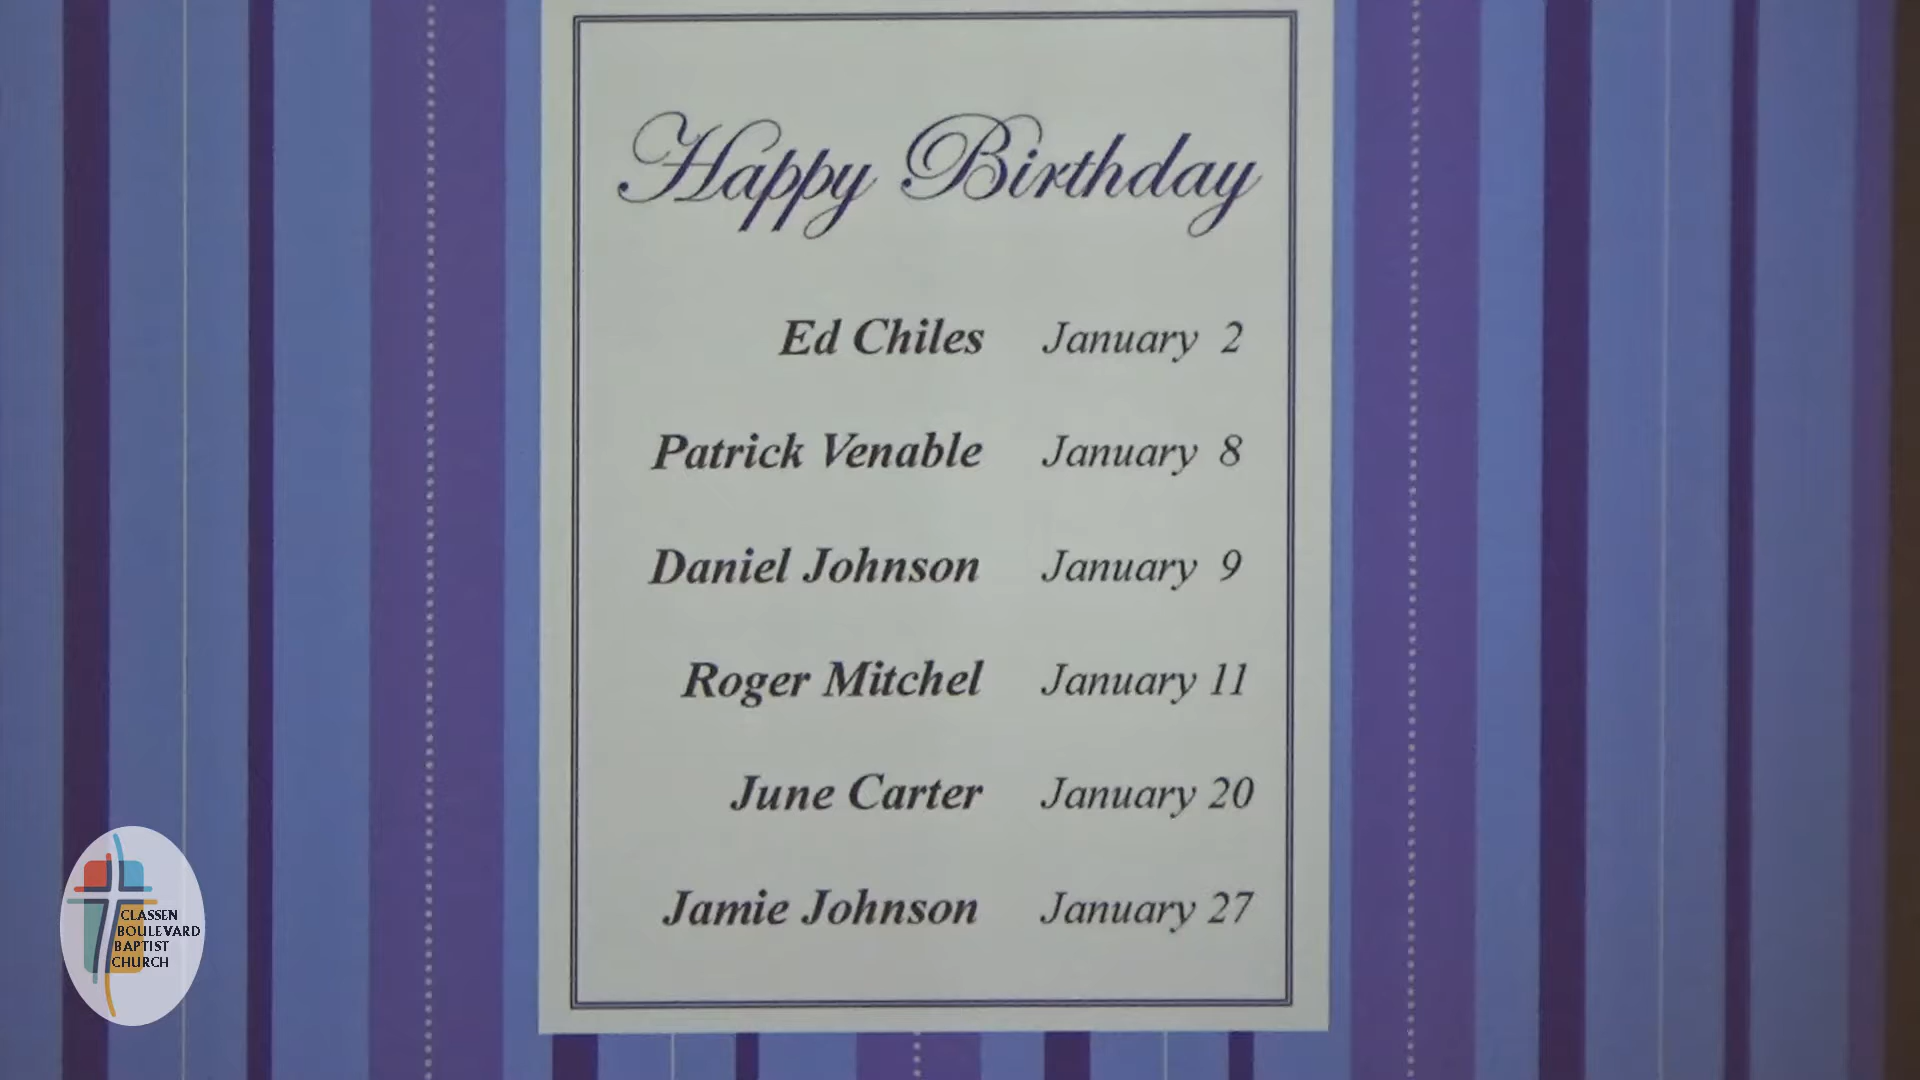 Happy Birthday
Ed Chiles January 2
Patrick Venable January 8
Daniel Johnson January 9
Roger Mitchel January 11
June Carter January 20
Jamie Johnson January 27
CLASSEN
BOULEVARD
BAPTIST
CHURCH